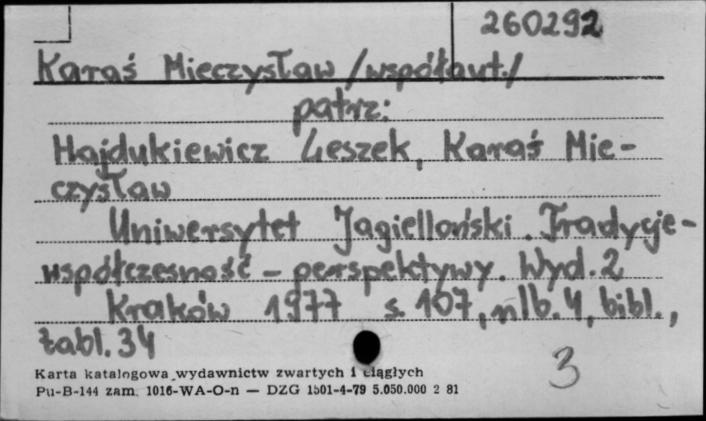 260292
Karaś Mieczysław /współaut./
patrz:
Hajdukiewicz Leszek, Karaś Mie-
czysław
Uniwersytet Jagielloński. Tradycje-
współczesność - perspektywy. Wyd. 2
Kraków 1977 s. 107, nlb. 4, bibl.,
tabl. 34
3
Karta katalogowa wydawnictw zwartych i ciągłych
Pu-B-144 zam. 1016-WA-O-n — DZG 1501-4-79 5.050.000 2 81